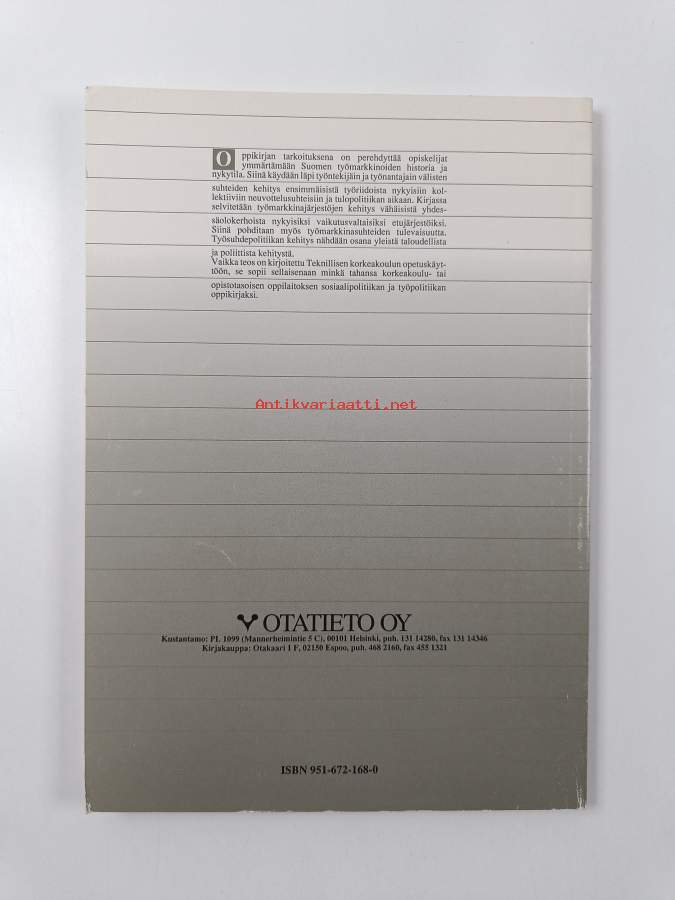 Oppikirjan tarkoituksena on perehdyttää opiskelijat
ymmärtämään Suomen työmarkkinoiden historia ja
nykytila. Siinä käydään läpi työntekijäin ja työnantajain välisten
suhteiden kehitys ensimmäisistä työriidoista nykyisiin kol-
lektiiviin neuvottelusuhteisiin ja tulopolitiikan aikaan. Kirjassa
selvitetään työmarkkinajärjestöjen kehitys vähäisistä yhdes-
säolokerhoista nykyisiksi vaikutusvaltaisiksi etujärjestöiksi.
Siinä pohditaan myös työmarkkinasuhteiden tulevaisuutta.
Työsuhdepolitiikan kehitys nähdään osana yleistä taloudellista
ja poliittista kehitystä.
Vaikka teos on kirjoitettu Teknillisen korkeakoulun opetuskäyt-
töön, se sopii sellaisenaan minkä tahansa korkeakoulu- tai
opistotasoisen oppilaitoksen sosiaalipolitiikan ja työpolitiikan
oppikirjaksi.
Antikvariaatti.net
OTATIETO OY
Kustantamo: PL 1099 (Mannerheimintie 5 C), 00101 Helsinki, puh. 131 14280, fax 131 14346
Kirjakauppa: Otakaari 1 F, 02150 Espoo, puh. 468 2160, fax 455 1321
ISBN 951-672-168-0